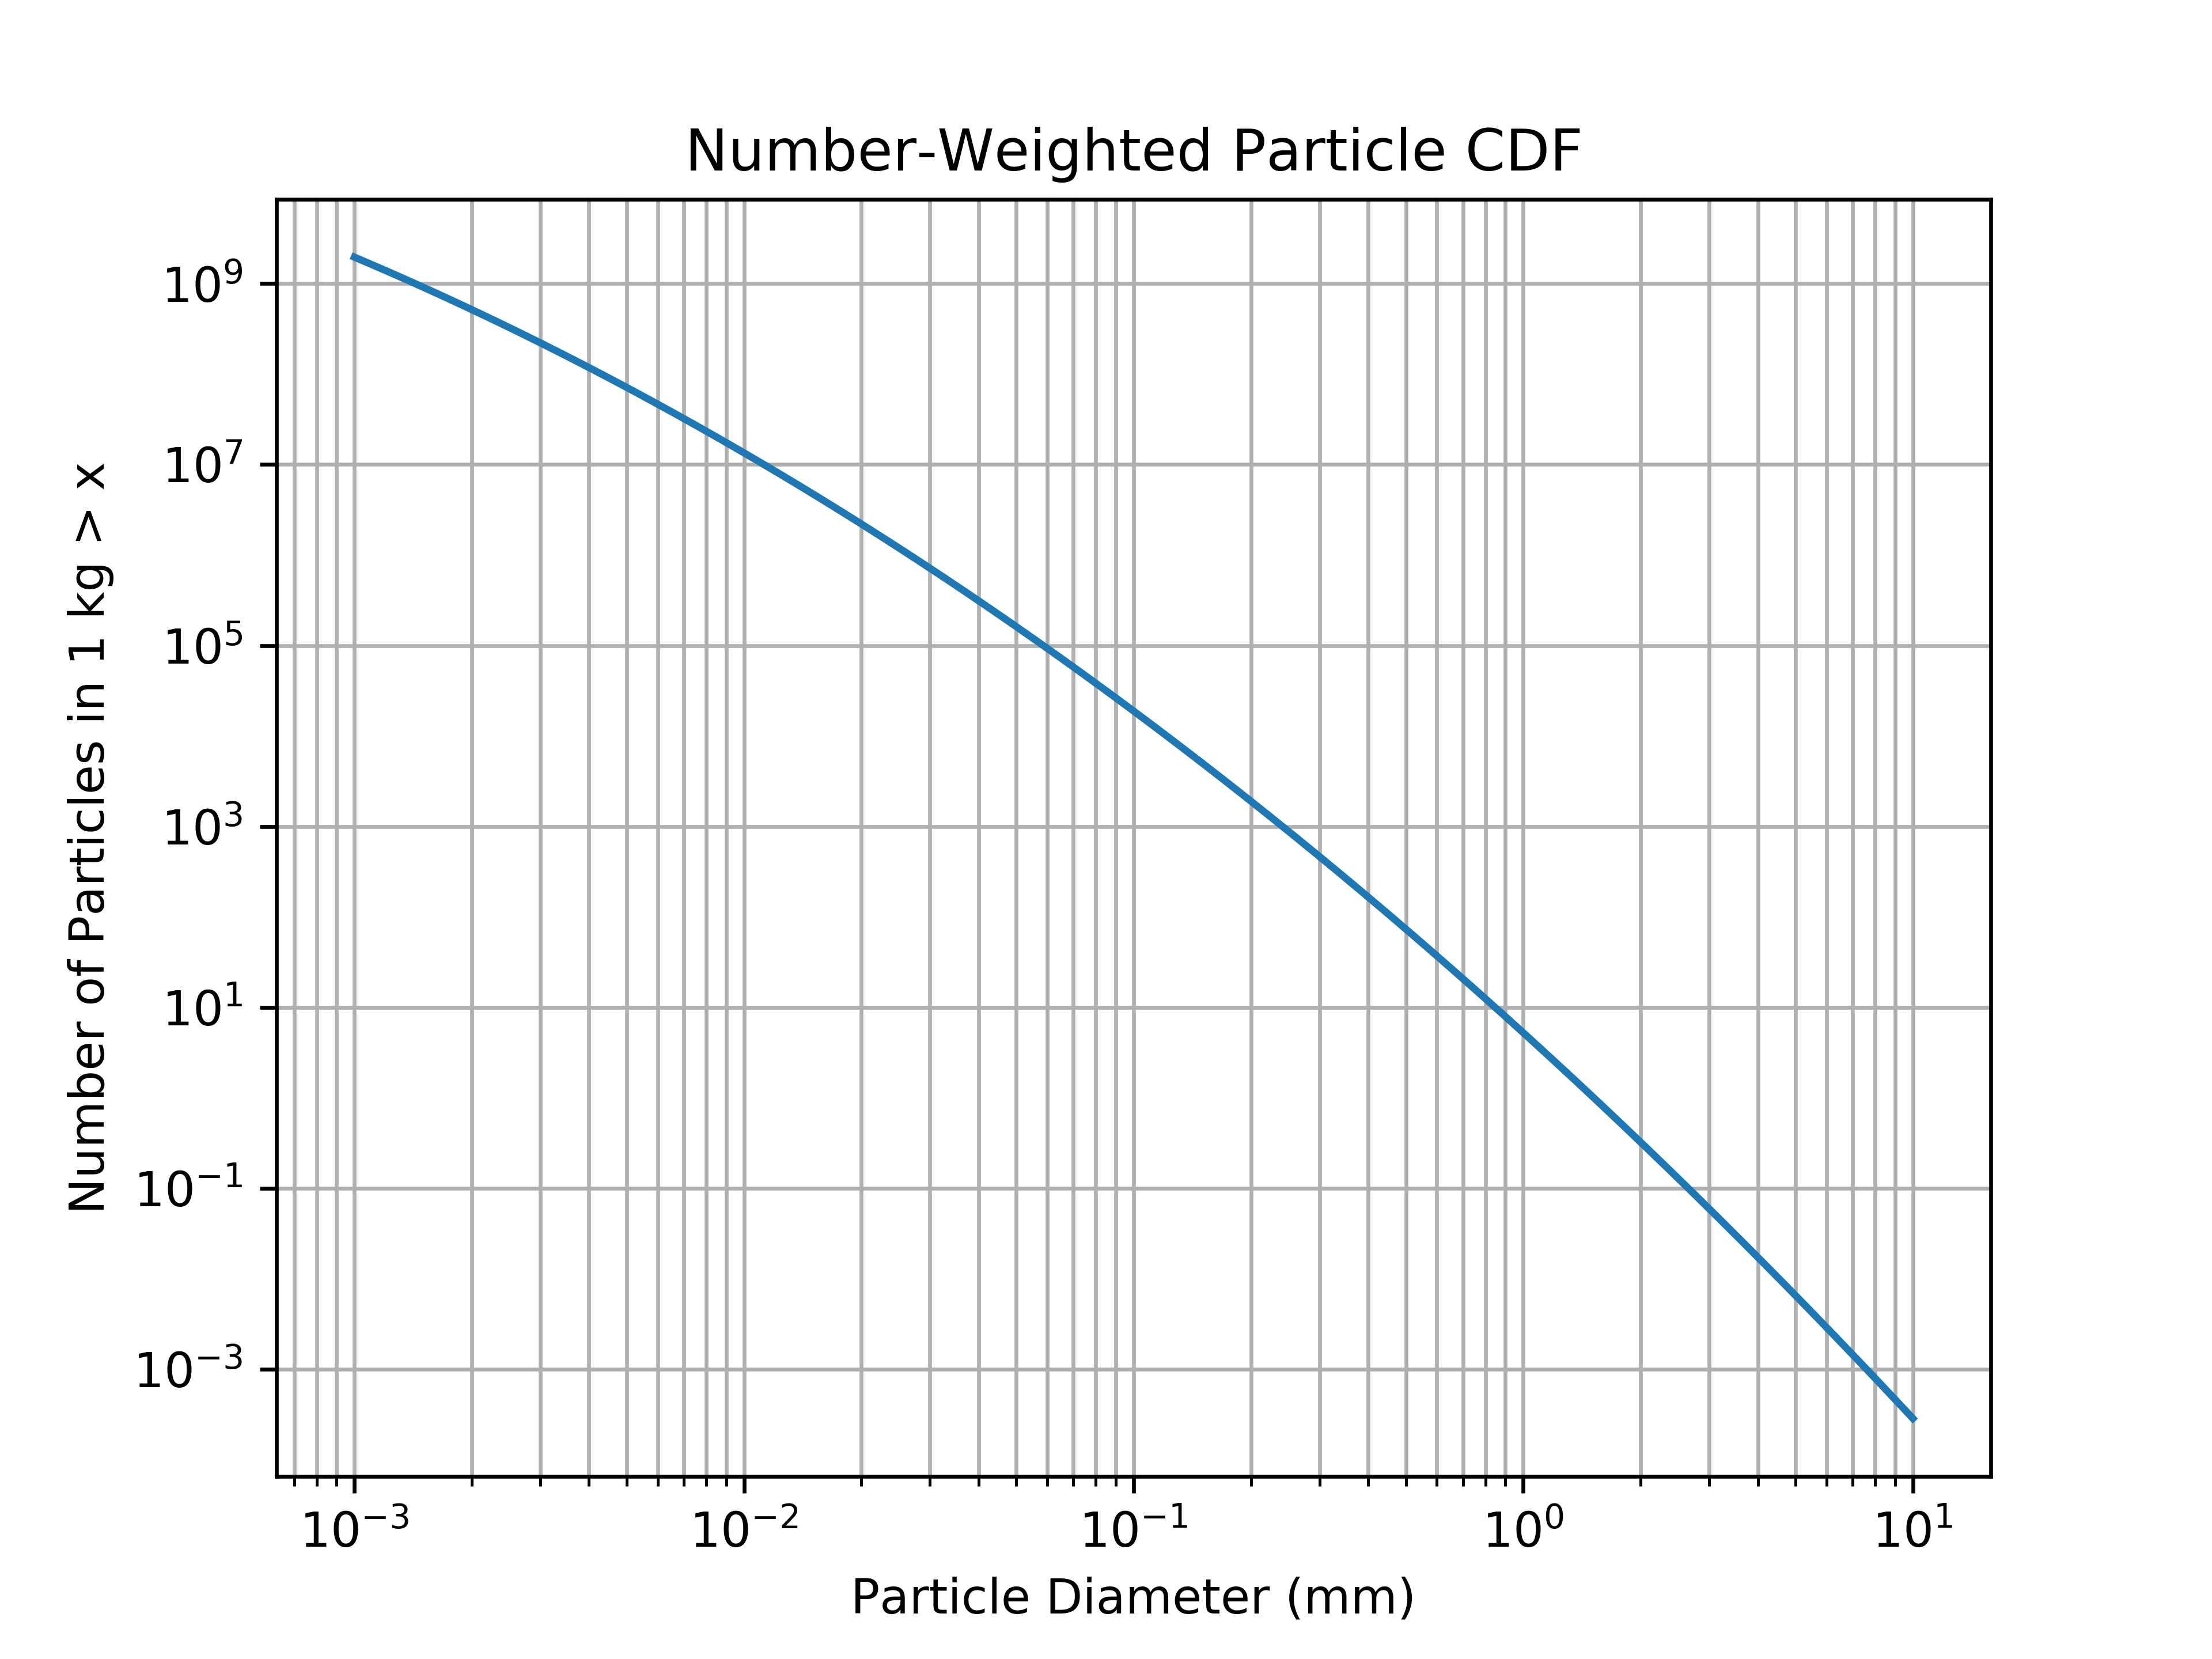 Number-Weighted Particle CDF
Number of Particles in 1 kg > x
10⁹
10⁷
10⁵
10³
10¹
10⁻¹
10⁻³
10⁻³ 10⁻² 10⁻¹ 10⁰ 10¹
Particle Diameter (mm)